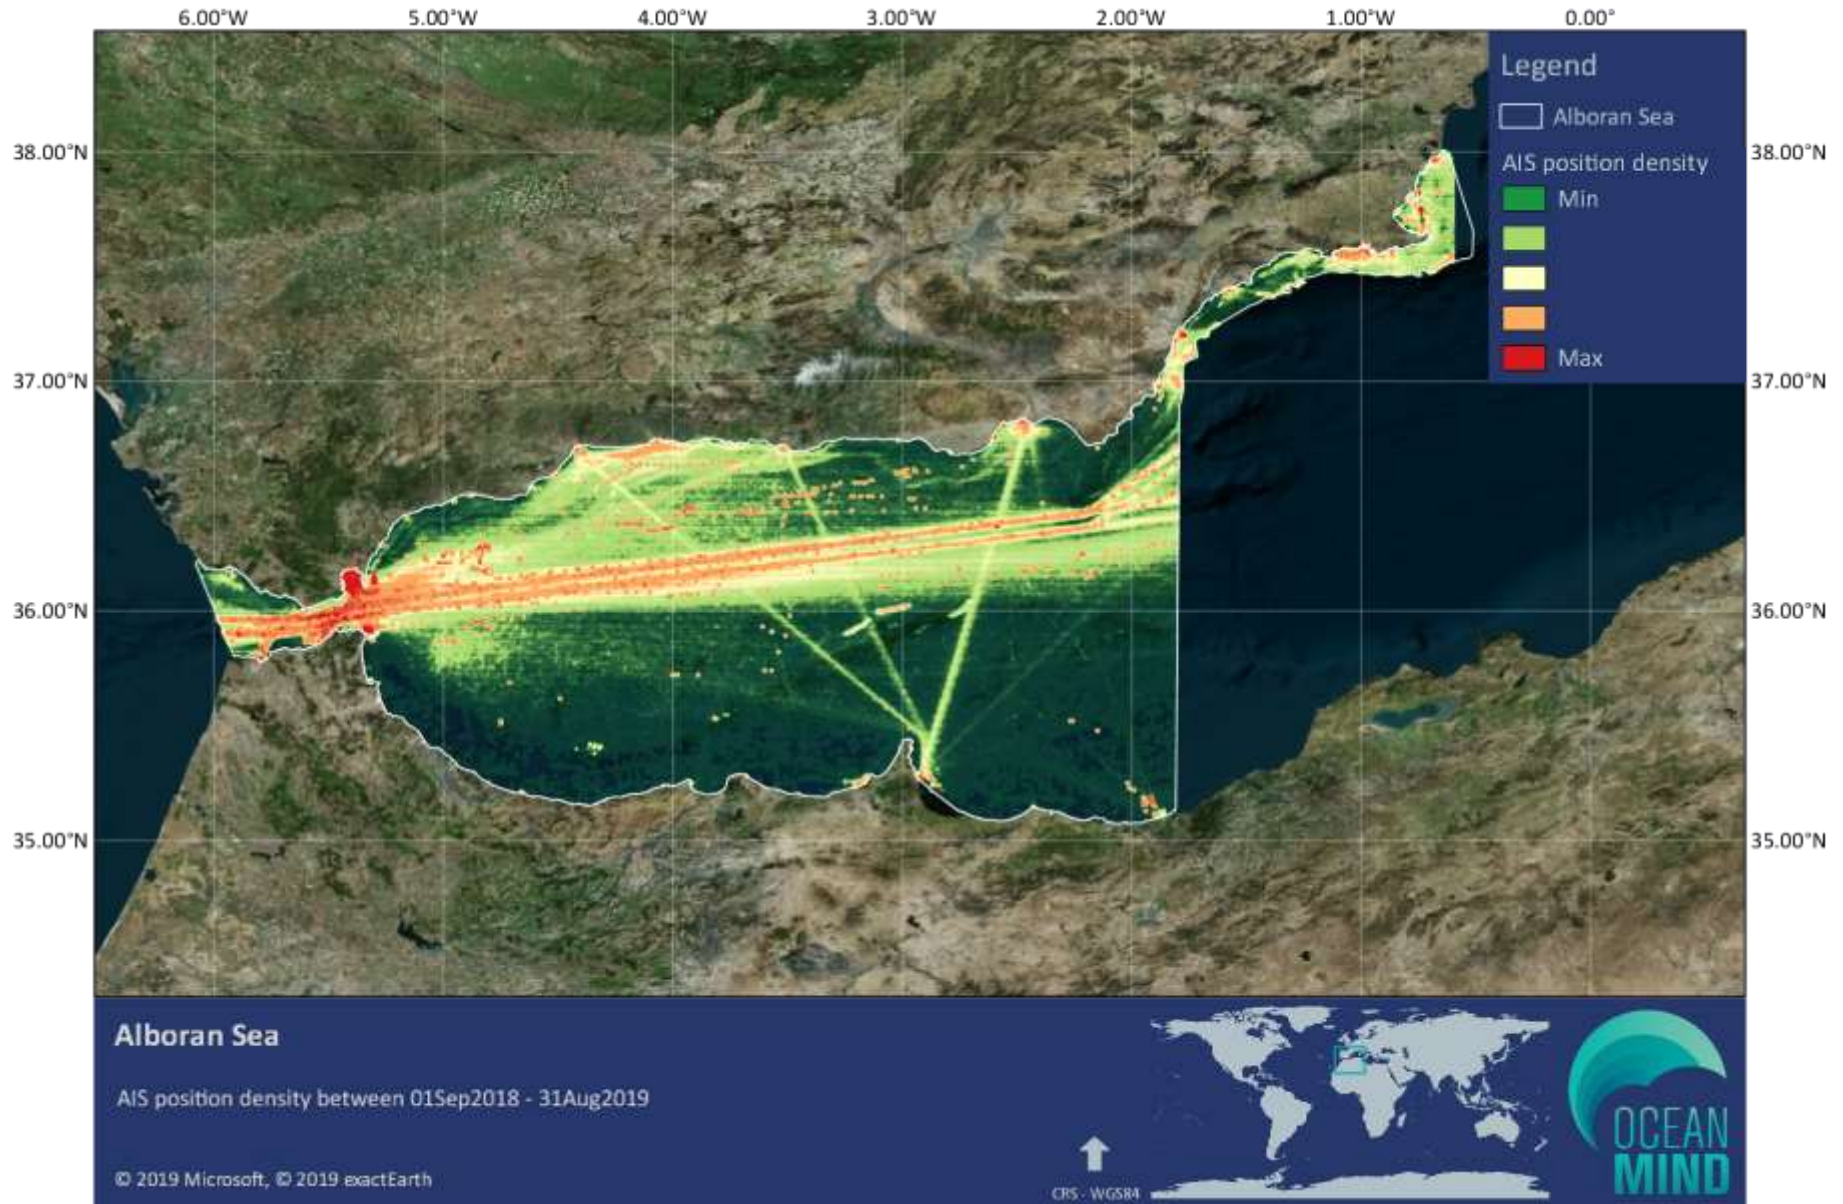 6.00°W 5.00°W 4.00°W 3.00°W 2.00°W 1.00°W 0.00°
Legend
Alboran Sea
AIS position density
Min
Max
38.00°N 38.00°N
37.00°N 37.00°N
36.00°N 36.00°N
35.00°N 35.00°N
Alboran Sea
AIS position density between 01Sep2018 - 31Aug2019
© 2019 Microsoft, © 2019 exactEarth
CRS - WGS84
OCEAN
MIND